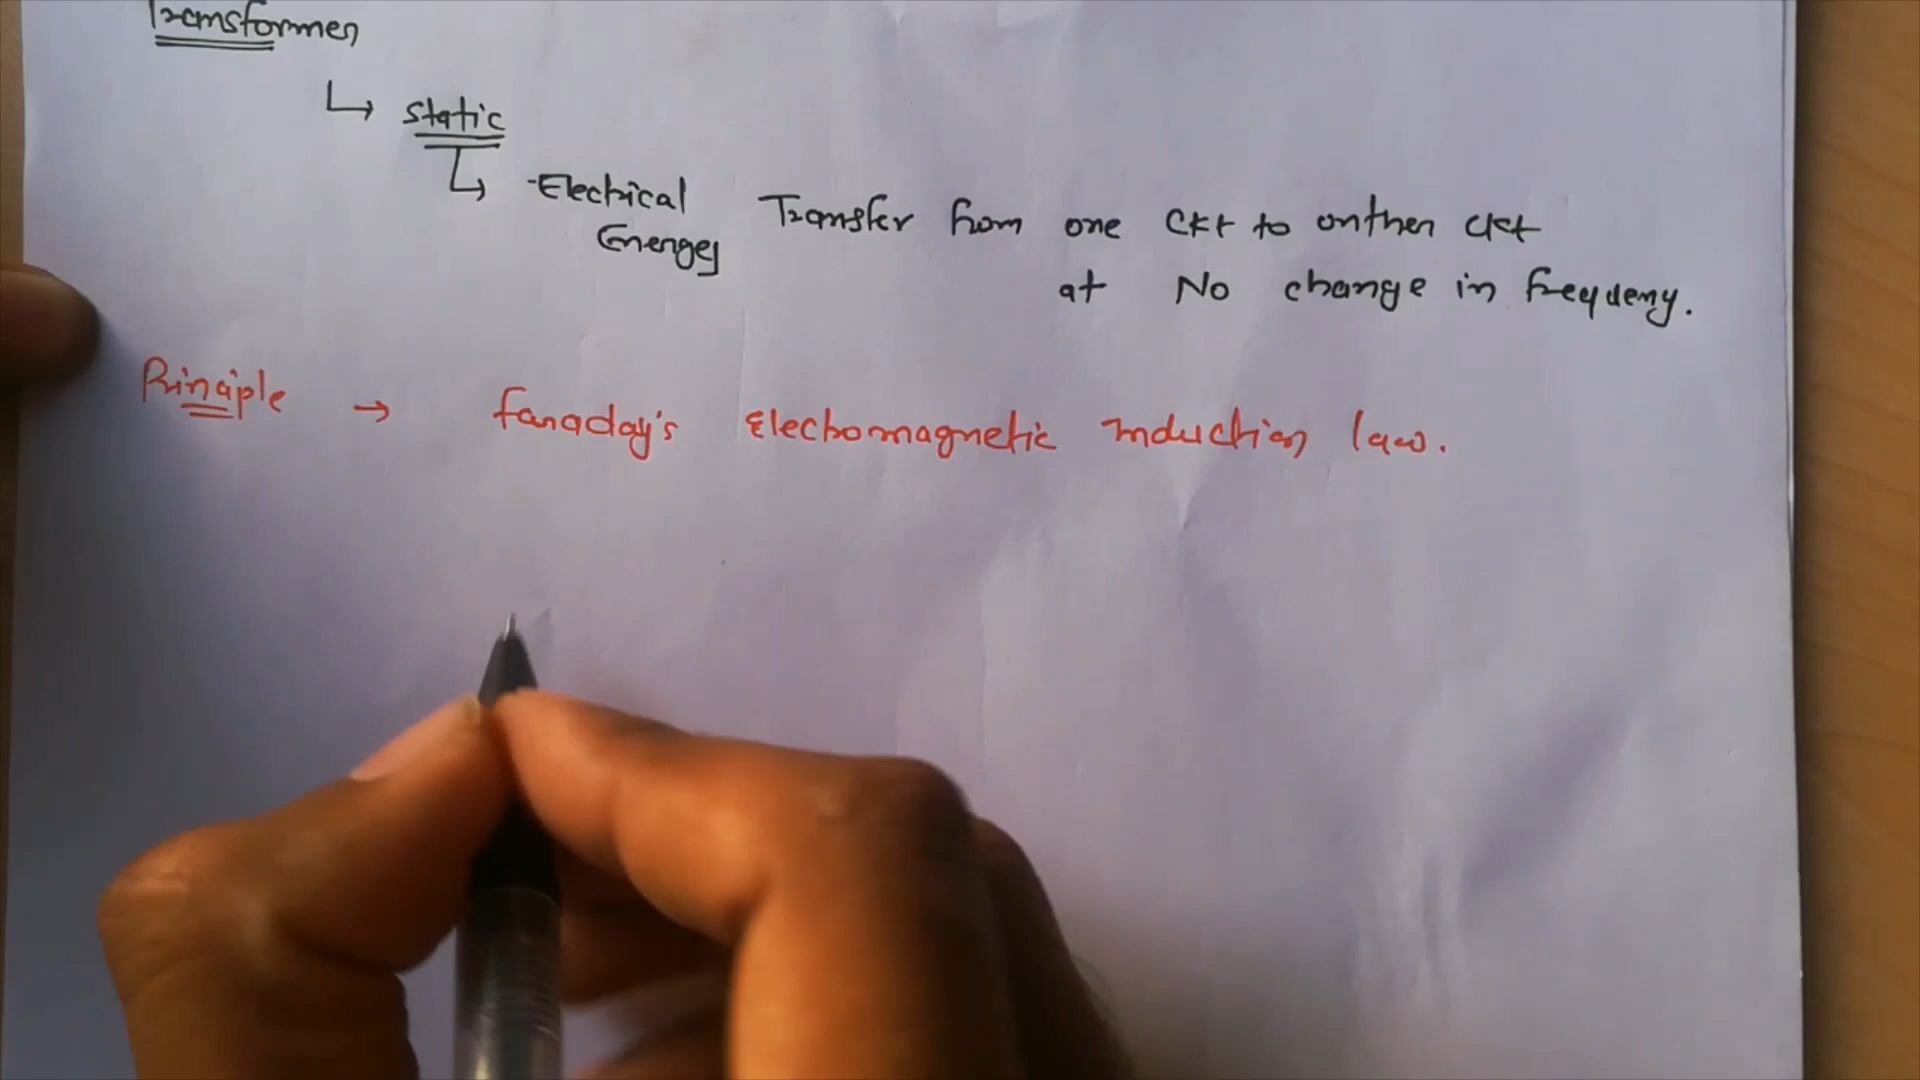 Transformer
↳ Static
↳ Electrical Transfer from one Ckt to onther Ckt
Energy
at No change in frequency.
Prinaiple → faraday's Electromagnetic Induction law.